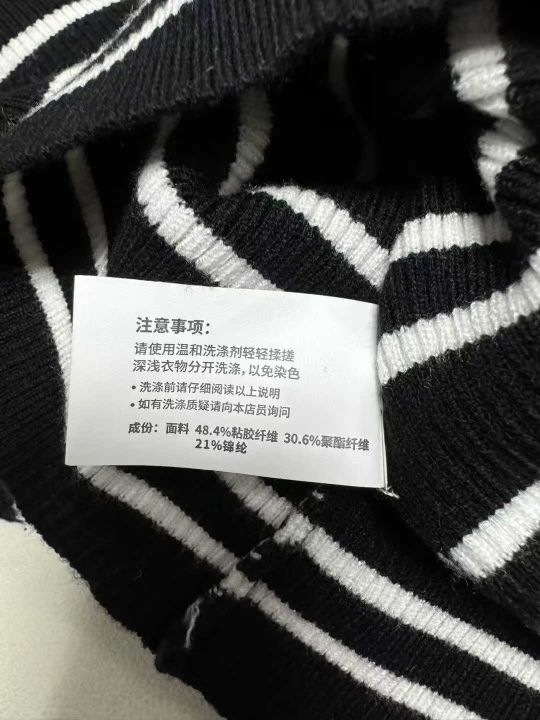 注意事项：
请使用温和洗涤剂轻轻揉搓
深浅衣物分开洗涤，以免染色
• 洗涤前请仔细阅读以上说明
• 如有洗涤质疑请向本店员询问
成份：面料 48.4%粘胶纤维 30.6%聚酯纤维
21%锦纶